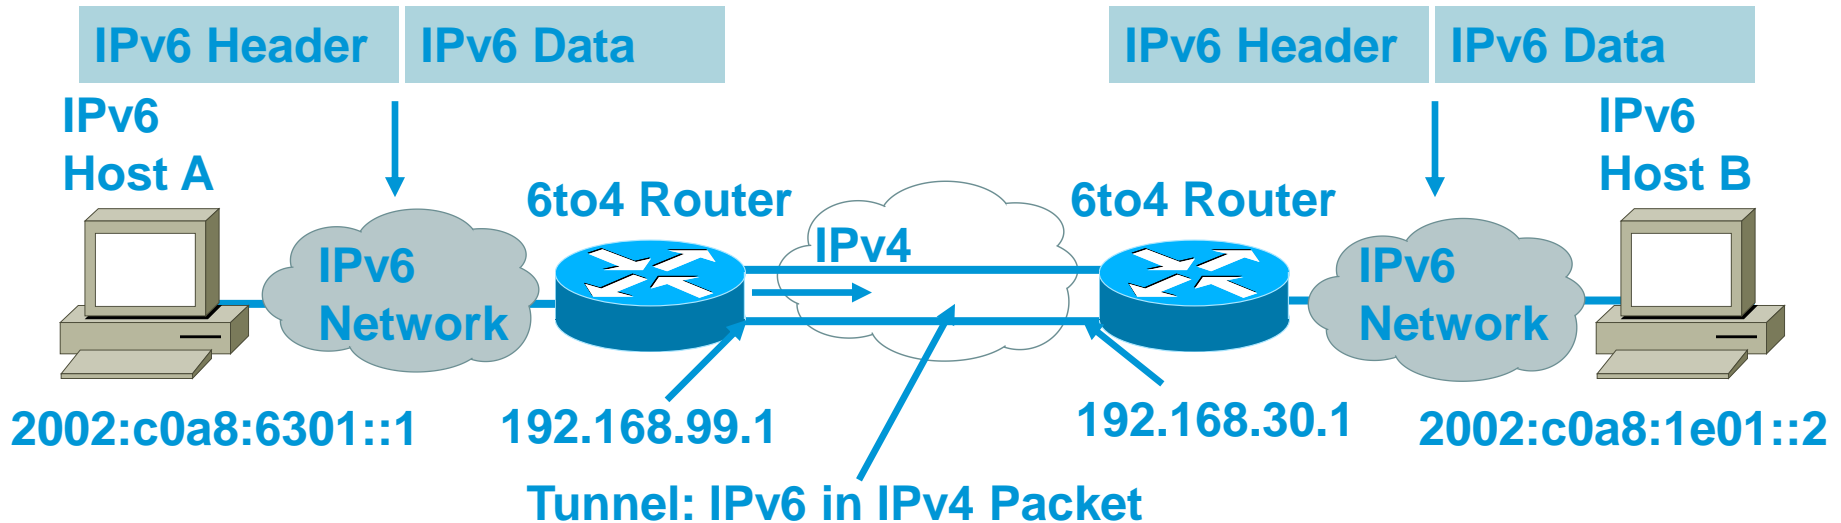 IPv6 Header IPv6 Data
IPv6 Header IPv6 Data
IPv6
Host A
IPv6
Host B
6to4 Router
6to4 Router
IPv4
IPv6
Network
IPv6
Network
2002:c0a8:6301::1
192.168.99.1
192.168.30.1
2002:c0a8:1e01::2
Tunnel: IPv6 in IPv4 Packet